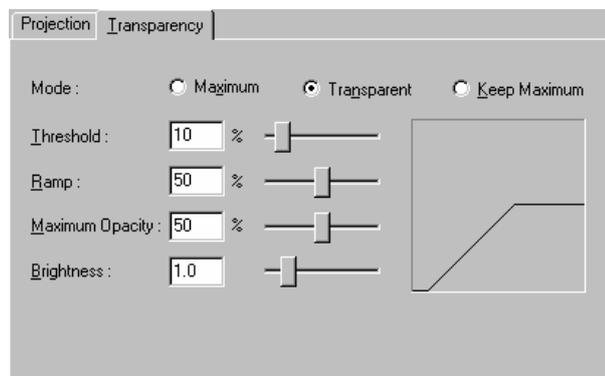 Projection Transparency
Mode : Maximum Transparent Keep Maximum
Threshold : 10 %
Ramp : 50 %
Maximum Opacity : 50 %
Brightness : 1.0